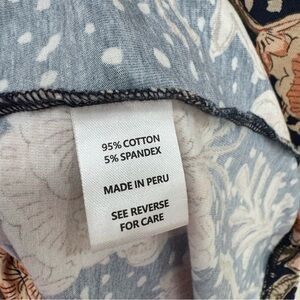 95% COTTON
5% SPANDEX
MADE IN PERU
SEE REVERSE
FOR CARE